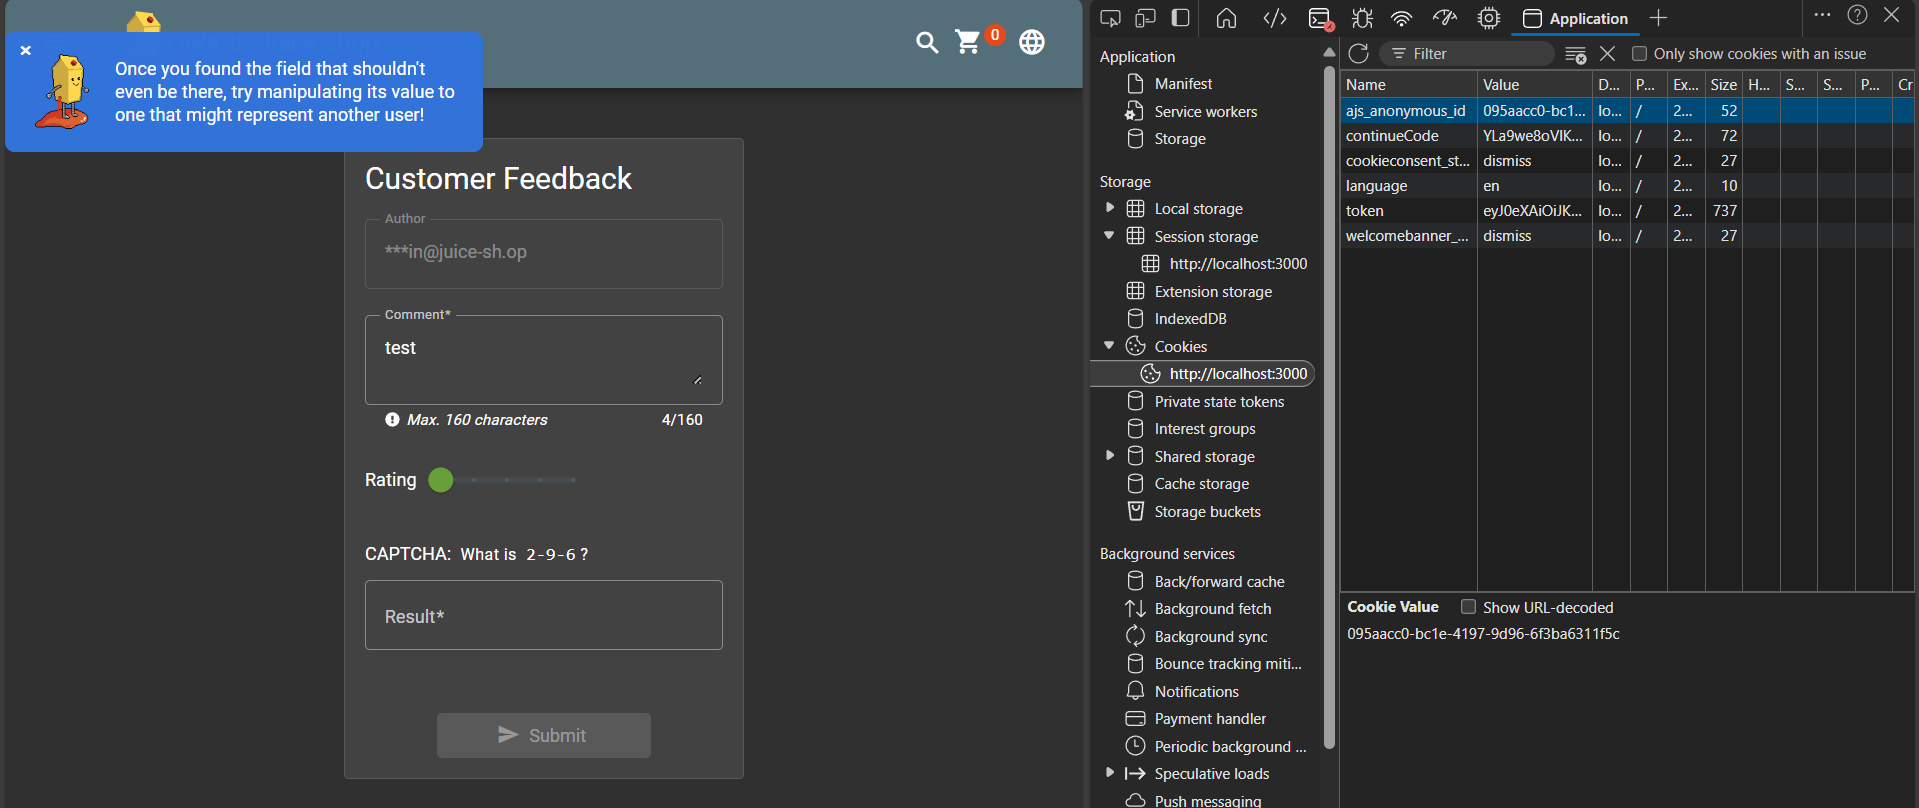 0
Once you found the field that shouldn't
even be there, try manipulating its value to
one that might represent another user!
Customer Feedback
Author
***in@juice-sh.op
Comment*
test
Max. 160 characters
4/160
Rating
CAPTCHA: What is 2-9-6 ?
Result*
Submit
Application
Application
Manifest
Service workers
Storage
Storage
Local storage
Session storage
http://localhost:3000
Extension storage
IndexedDB
Cookies
http://localhost:3000
Private state tokens
Interest groups
Shared storage
Cache storage
Storage buckets
Background services
Back/forward cache
Background fetch
Background sync
Bounce tracking miti...
Notifications
Payment handler
Periodic background ...
Speculative loads
Push messaging
Filter
Only show cookies with an issue
Name Value D... P... Ex... Size H... S... S... P... Cr
ajs_anonymous_id 095aacc0-bc1... lo... / 2... 52
continueCode YLa9we8oVlK... lo... / 2... 72
cookieconsent_st... dismiss lo... / 2... 27
language en lo... / 2... 10
token eyJ0eXAiOiJK... lo... / 2... 737
welcomebanner_... dismiss lo... / 2... 27
Cookie Value Show URL-decoded
095aacc0-bc1e-4197-9d96-6f3ba6311f5c